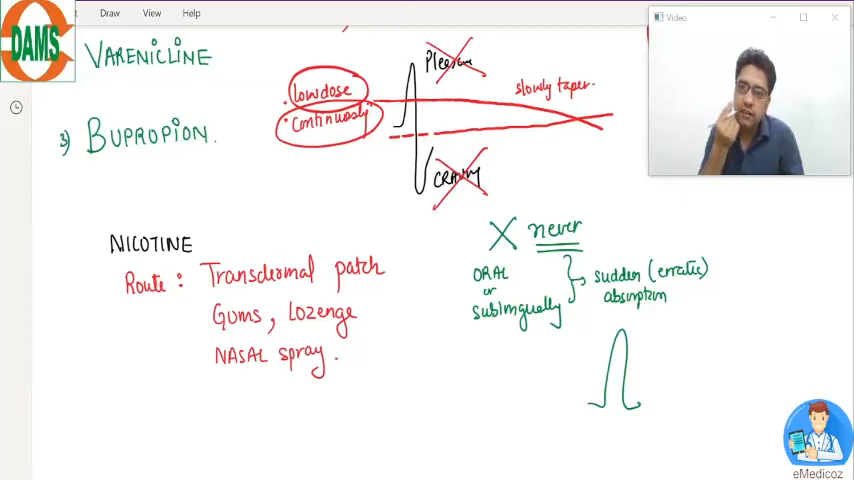 Draw View Window Help
DAMS
Video
VARENICLINE
Pleasure
• low dose
• Continuously
slowly taper.
3) BUPROPION.
CRAVING
NICOTINE
X never
Route : Transdermal patch
Gums, Lozenge
NASAL spray.
ORAL
or
sublingually
sudden (erratic)
absorption
eMedicoz